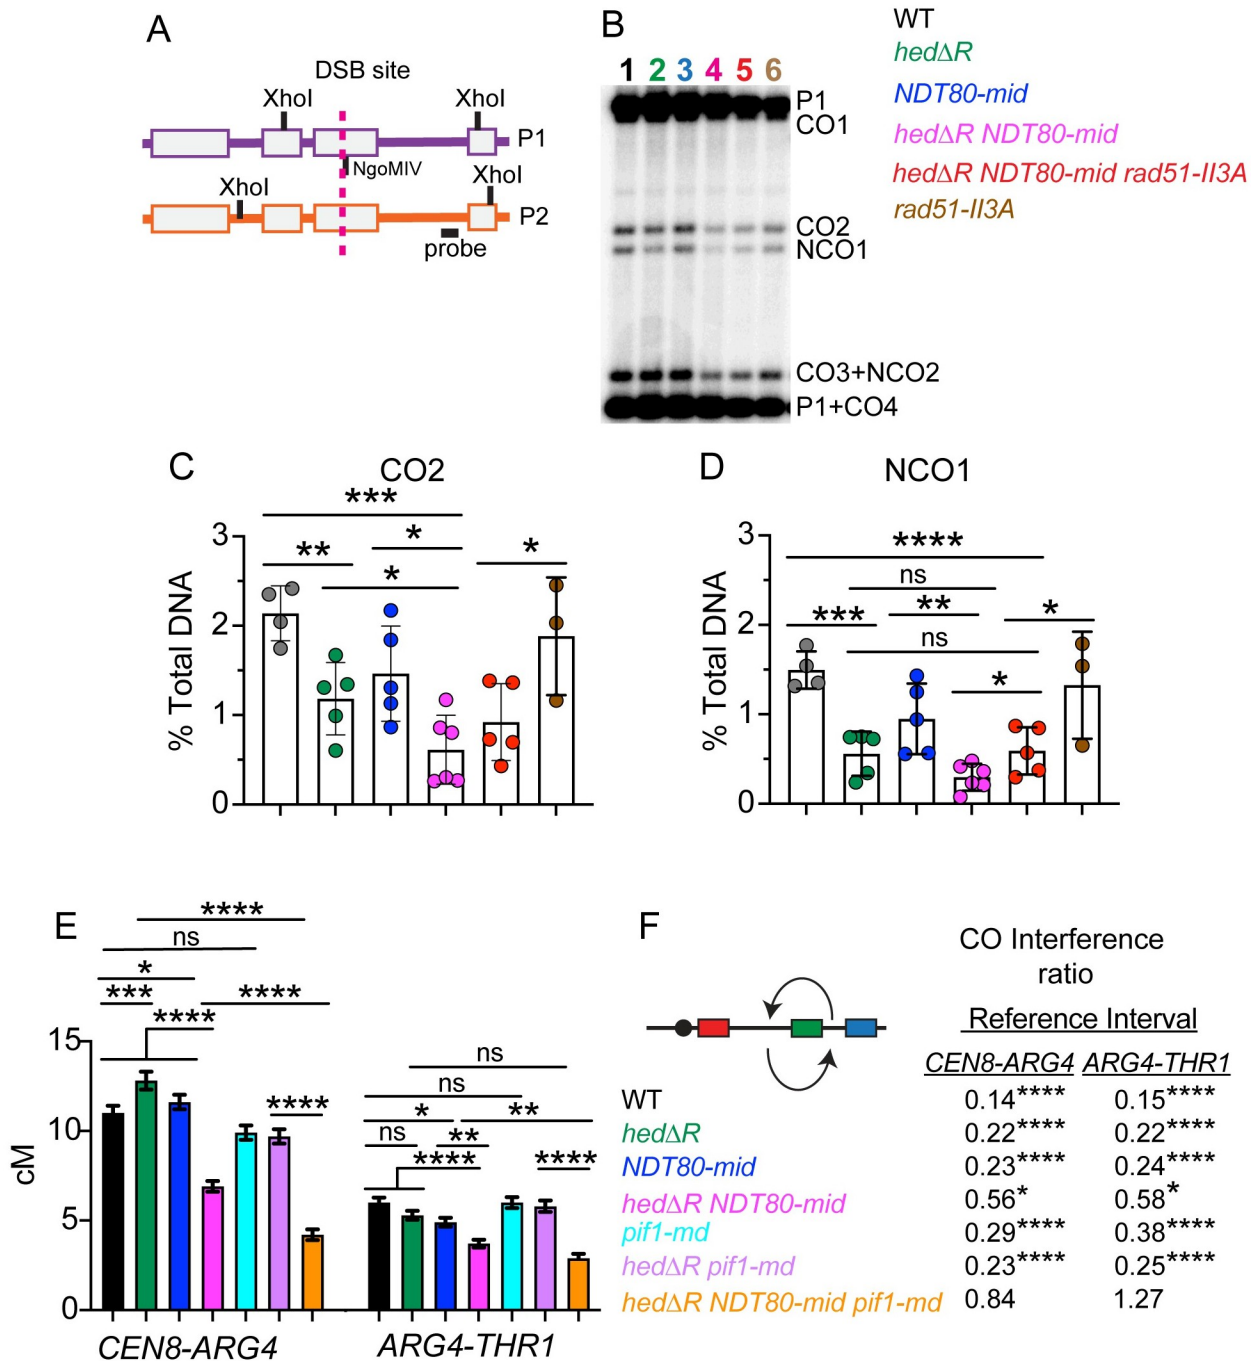 A
DSB site
XhoI
XhoI
P1
NgoMIV
XhoI
XhoI
P2
probe
B
1 2 3 4 5 6
P1
CO1
CO2
NCO1
CO3+NCO2
P1+CO4
WT
hedΔR
NDT80-mid
hedΔR NDT80-mid
hedΔR NDT80-mid rad51-II3A
rad51-II3A
C
CO2
***
*
**
*
*
% Total DNA
3
2
1
0
D
NCO1
****
ns
**
***
*
ns
*
% Total DNA
3
2
1
0
E
****
ns
*
***
****
****
****
cM
15
10
5
0
CEN8-ARG4
ns
ns
*
**
ns
**
****
****
ARG4-THR1
F
CO Interference
ratio
Reference Interval
CEN8-ARG4 ARG4-THR1
WT 0.14**** 0.15****
hedΔR 0.22**** 0.22****
NDT80-mid 0.23**** 0.24****
hedΔR NDT80-mid 0.56* 0.58*
pif1-md 0.29**** 0.38****
hedΔR pif1-md 0.23**** 0.25****
hedΔR NDT80-mid pif1-md 0.84 1.27